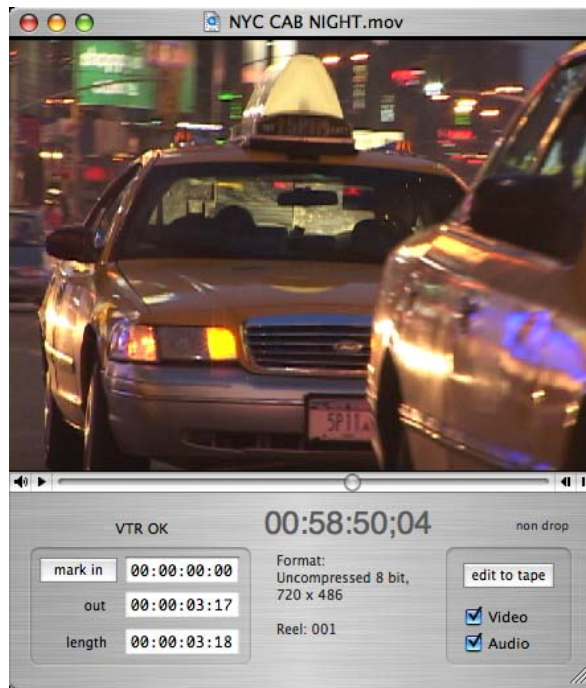 NYC CAB NIGHT.mov
5P11
VTR OK
00:58:50;04
non drop
mark in
00:00:00:00
out
00:00:03:17
length
00:00:03:18
Format:
Uncompressed 8 bit,
720 x 486
Reel: 001
edit to tape
Video
Audio